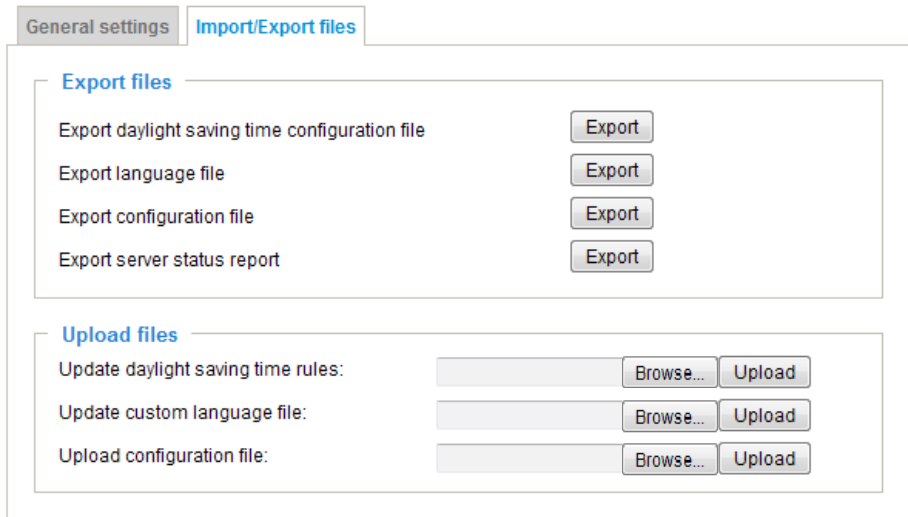 General settings Import/Export files
Export files
Export daylight saving time configuration file Export
Export language file Export
Export configuration file Export
Export server status report Export
Upload files
Update daylight saving time rules: Browse... Upload
Update custom language file: Browse... Upload
Upload configuration file: Browse... Upload